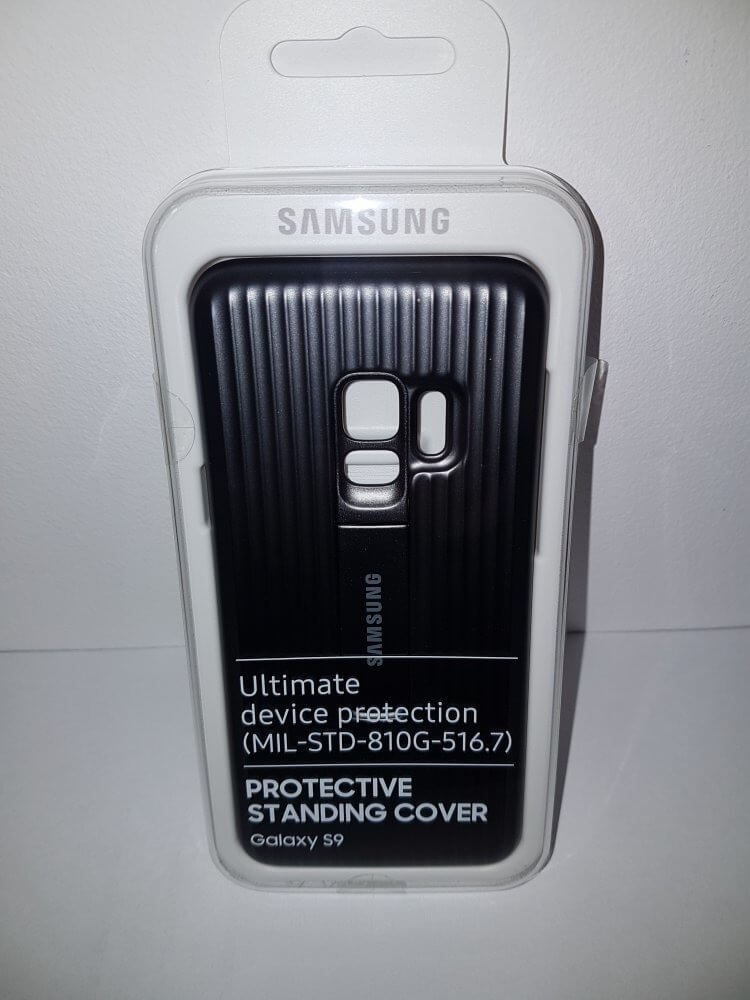 SAMSUNG
SAMSUNG
Ultimate
device protection
(MIL-STD-810G-516.7)
PROTECTIVE
STANDING COVER
Galaxy S9